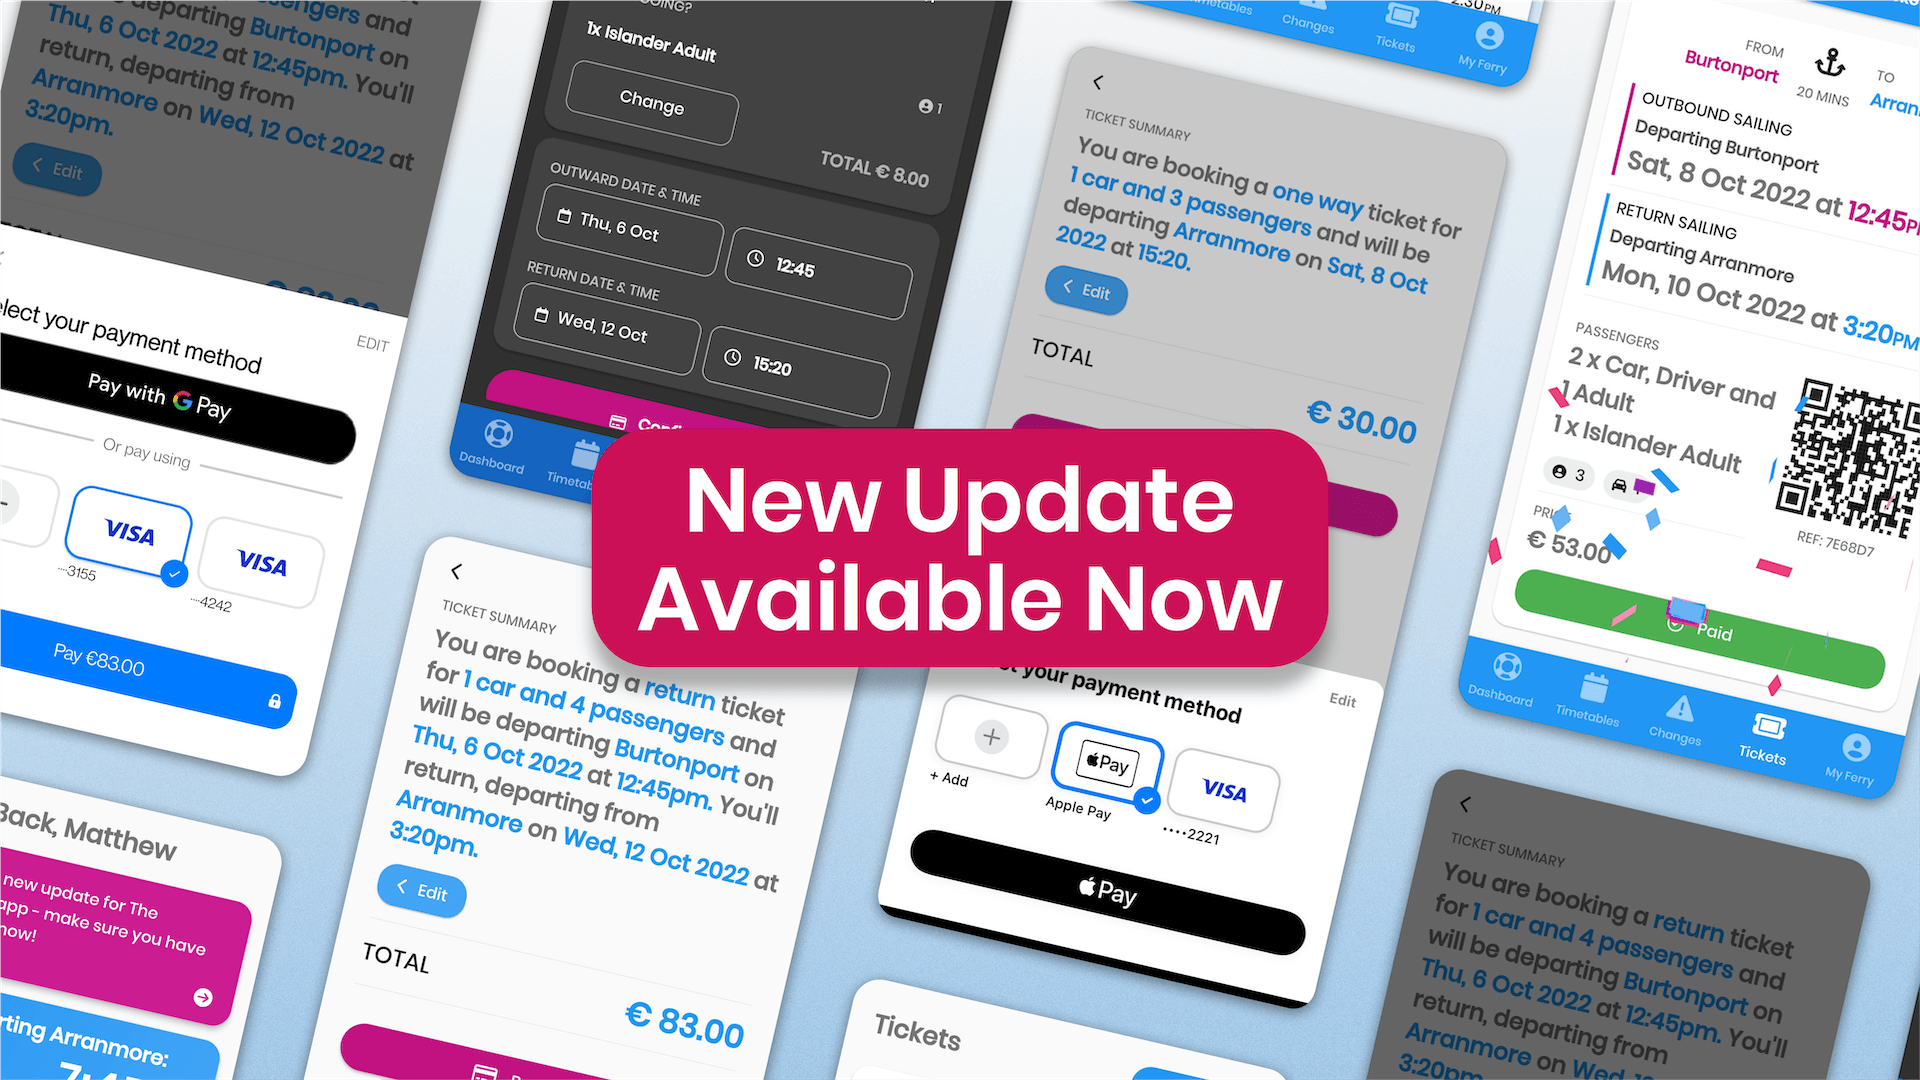 departing Burtonport on
Thu, 6 Oct 2022 at 12:45pm. You'll
return, departing from
Arranmore on Wed, 12 Oct 2022 at
3:20pm.
Edit
select your payment method
EDIT
Pay with G Pay
Or pay using
VISA
VISA
····3155
····4242
Pay €83.00
Back, Matthew
new update for The
app - make sure you have
now!
Arranmore:
1x Islander Adult
Change
1
TOTAL € 8.00
OUTWARD DATE & TIME
Thu, 6 Oct
12:45
RETURN DATE & TIME
Wed, 12 Oct
15:20
Dashboard
TICKET SUMMARY
You are booking a return ticket
for 1 car and 4 passengers and
will be departing Burtonport on
Thu, 6 Oct 2022 at 12:45pm. You'll
return, departing from
Arranmore on Wed, 12 Oct 2022 at
3:20pm.
Edit
TOTAL
€ 83.00
New Update
Available Now
Changes
Tickets
My Ferry
TICKET SUMMARY
You are booking a one way ticket for
1 car and 3 passengers and will be
departing Arranmore on Sat, 8 Oct
2022 at 15:20.
Edit
TOTAL
€ 30.00
your payment method
Edit
+ Add
Pay
Apple Pay
VISA
····2221
Pay
Tickets
FROM
Burtonport
20 MINS
TO
OUTBOUND SAILING
Departing Burtonport
Sat, 8 Oct 2022 at 12:45PM
RETURN SAILING
Departing Arranmore
Mon, 10 Oct 2022 at 3:20PM
PASSENGERS
2 x Car, Driver and
1 Adult
1 x Islander Adult
3
€ 53.00
REF: 7E68D7
Paid
Dashboard
Timetables
Changes
Tickets
My Ferry
TICKET SUMMARY
You are booking a return ticket
for 1 car and 4 passengers and
will be departing Burtonport on
Thu, 6 Oct 2022 at 12:45pm. You'll
return, departing from
Arranmore on Wed, 12
3:20pm